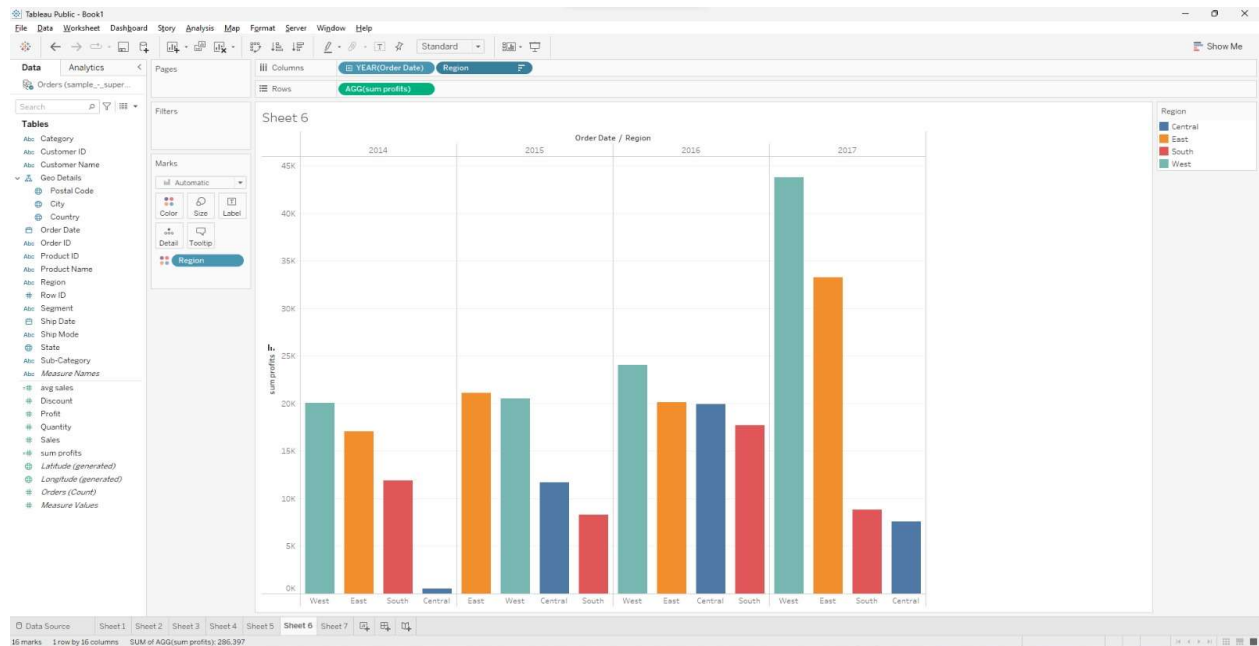 Tableau Public - Book1
File Data Worksheet Dashboard Story Analysis Map Format Server Window Help
Standard
Show Me
Data Analytics
Orders (sample_-_super...
Search
Tables
Abc Category
Abc Customer ID
Abc Customer Name
Geo Details
Postal Code
City
Country
Order Date
Abc Order ID
Abc Product ID
Abc Product Name
Abc Region
# Row ID
Abc Segment
Ship Date
Abc Ship Mode
State
Abc Sub-Category
Abc Measure Names
=# avg sales
# Discount
# Profit
# Quantity
# Sales
=# sum profits
Latitude (generated)
Longitude (generated)
# Orders (Count)
# Measure Values
Pages
Filters
Marks
Automatic
Color Size Label
Detail Tooltip
Region
Columns YEAR(Order Date) Region
Rows AGG(sum profits)
Sheet 6
Order Date / Region
2014 2015 2016 2017
sum profits
45K
40K
35K
30K
25K
20K
15K
10K
5K
0K
West East South Central East West Central South West East Central South West East South Central
Region
Central
East
South
West
Data Source Sheet 1 Sheet 2 Sheet 3 Sheet 4 Sheet 5 Sheet 6 Sheet 7
16 marks 1 row by 16 columns SUM of AGG(sum profits): 286,397